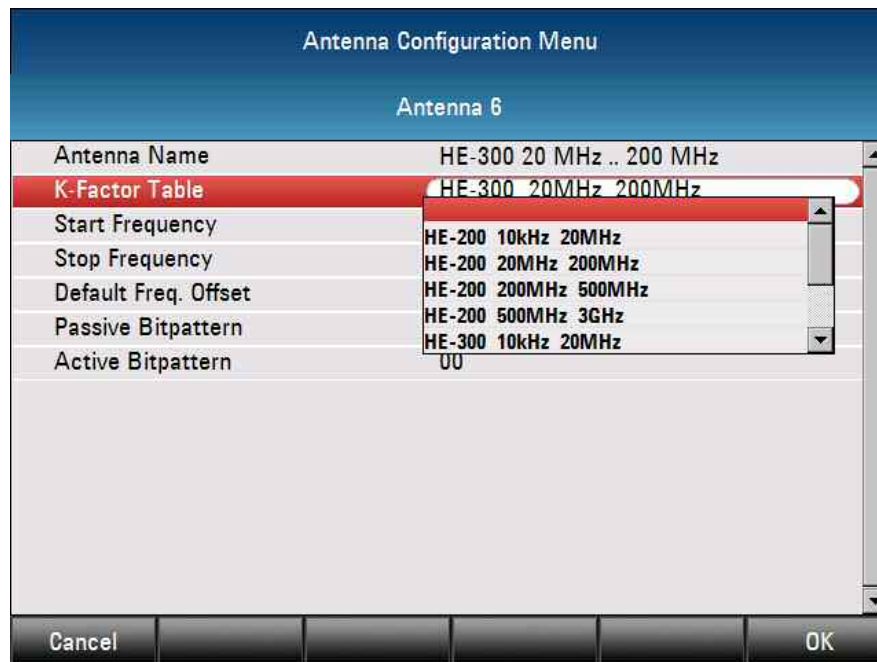 Antenna Configuration Menu
Antenna 6
Antenna Name HE-300 20 MHz .. 200 MHz
K-Factor Table HE-300 20MHz 200MHz
Start Frequency
HE-200 10kHz 20MHz
Stop Frequency
HE-200 20MHz 200MHz
Default Freq. Offset
HE-200 200MHz 500MHz
Passive Bitpattern
HE-200 500MHz 3GHz
HE-300 10kHz 20MHz
Active Bitpattern 00
Cancel OK